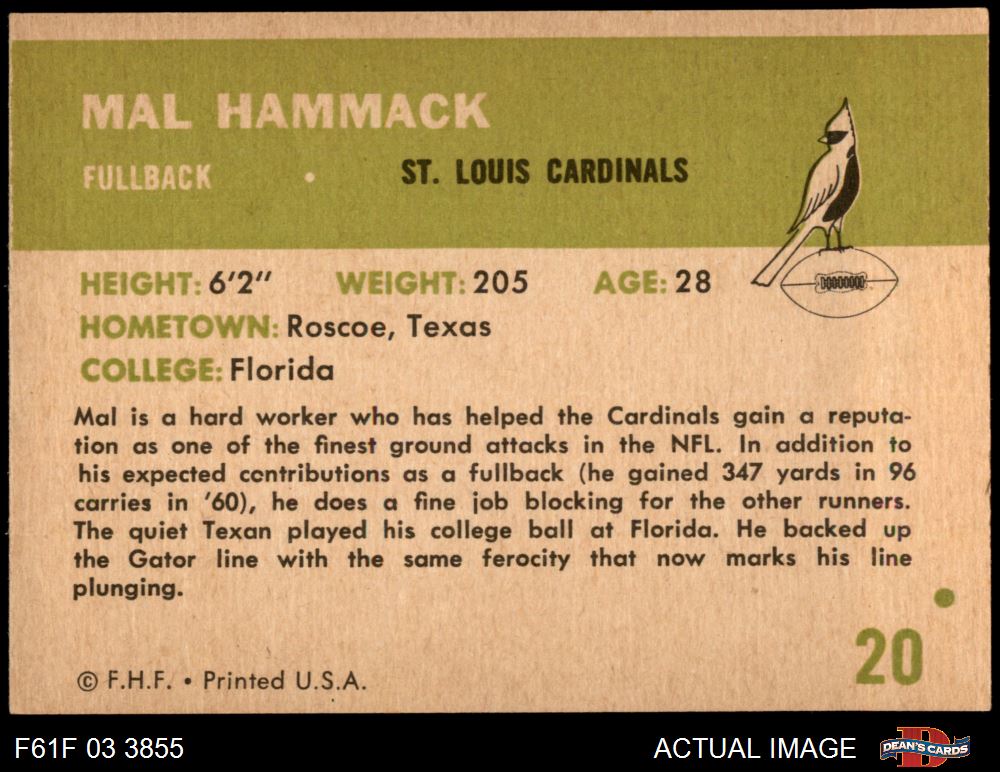 MAL HAMMACK
FULLBACK • ST. LOUIS CARDINALS
HEIGHT: 6'2" WEIGHT: 205 AGE: 28
HOMETOWN: Roscoe, Texas
COLLEGE: Florida
Mal is a hard worker who has helped the Cardinals gain a reputa-
tion as one of the finest ground attacks in the NFL. In addition to
his expected contributions as a fullback (he gained 347 yards in 96
carries in '60), he does a fine job blocking for the other runners.
The quiet Texan played his college ball at Florida. He backed up
the Gator line with the same ferocity that now marks his line
plunging.
20
© F.H.F. • Printed U.S.A.
F61F 03 3855 ACTUAL IMAGE D DEAN'S CARDS